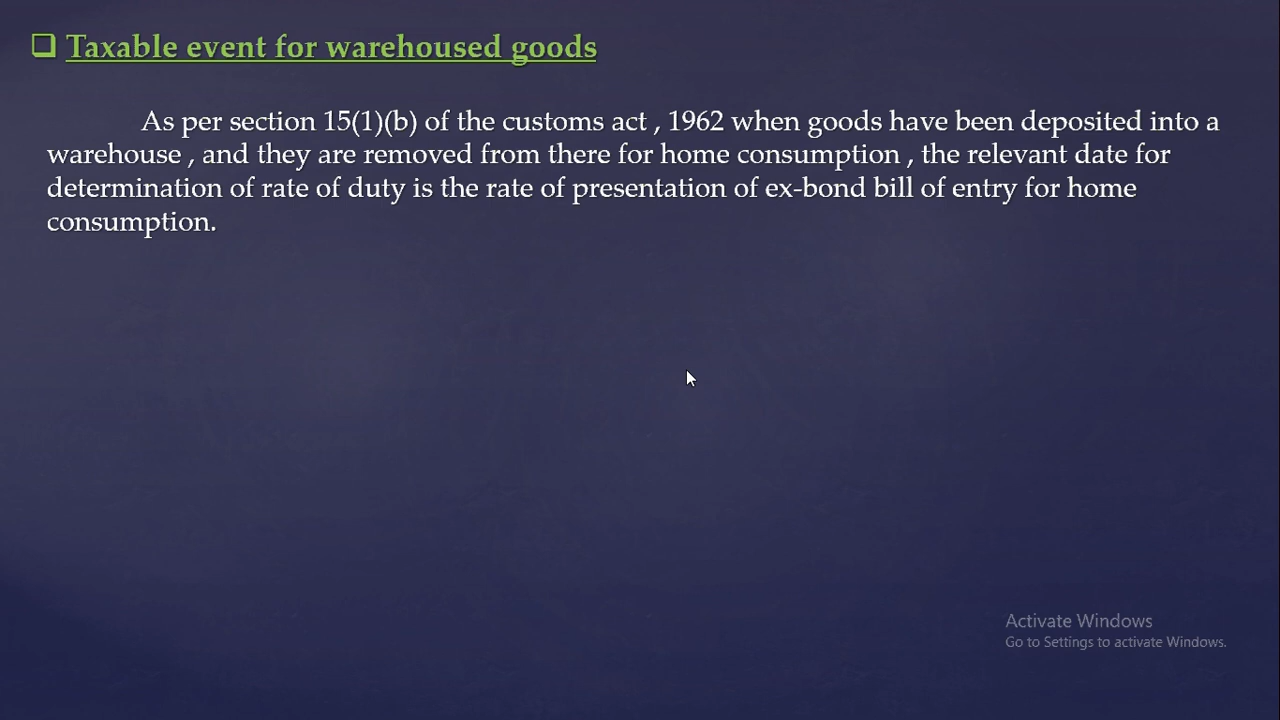 Taxable event for warehoused goods
As per section 15(1)(b) of the customs act , 1962 when goods have been deposited into a
warehouse , and they are removed from there for home consumption , the relevant date for
determination of rate of duty is the rate of presentation of ex-bond bill of entry for home
consumption.
Activate Windows
Go to Settings to activate Windows.